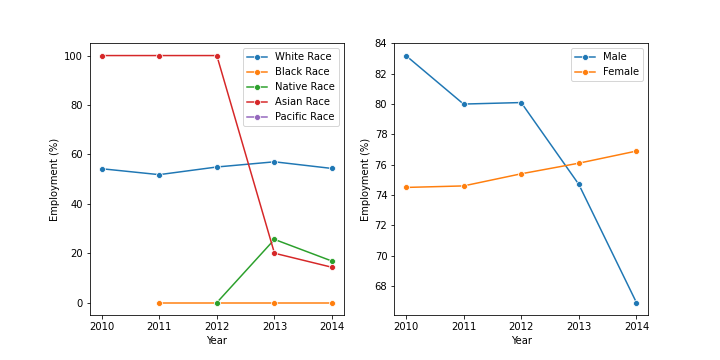 100
80
60
40
20
0
Employment (%)
2010 2011 2012 2013 2014
Year
White Race
Black Race
Native Race
Asian Race
Pacific Race
84
82
80
78
76
74
72
70
68
Employment (%)
2010 2011 2012 2013 2014
Year
Male
Female